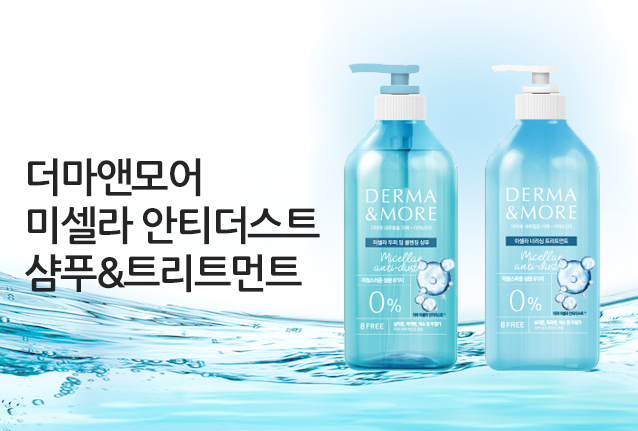 더마앤모어
미셀라 안티더스트
샴푸&트리트먼트
DERMA
&MORE
미셀라 두피 딥 클렌징 샴푸
Micellar
anti-dust
0%
8 FREE
DERMA
&MORE
미셀라 너리싱 트리트먼트
Micellar
anti-dust
0%
8 FREE